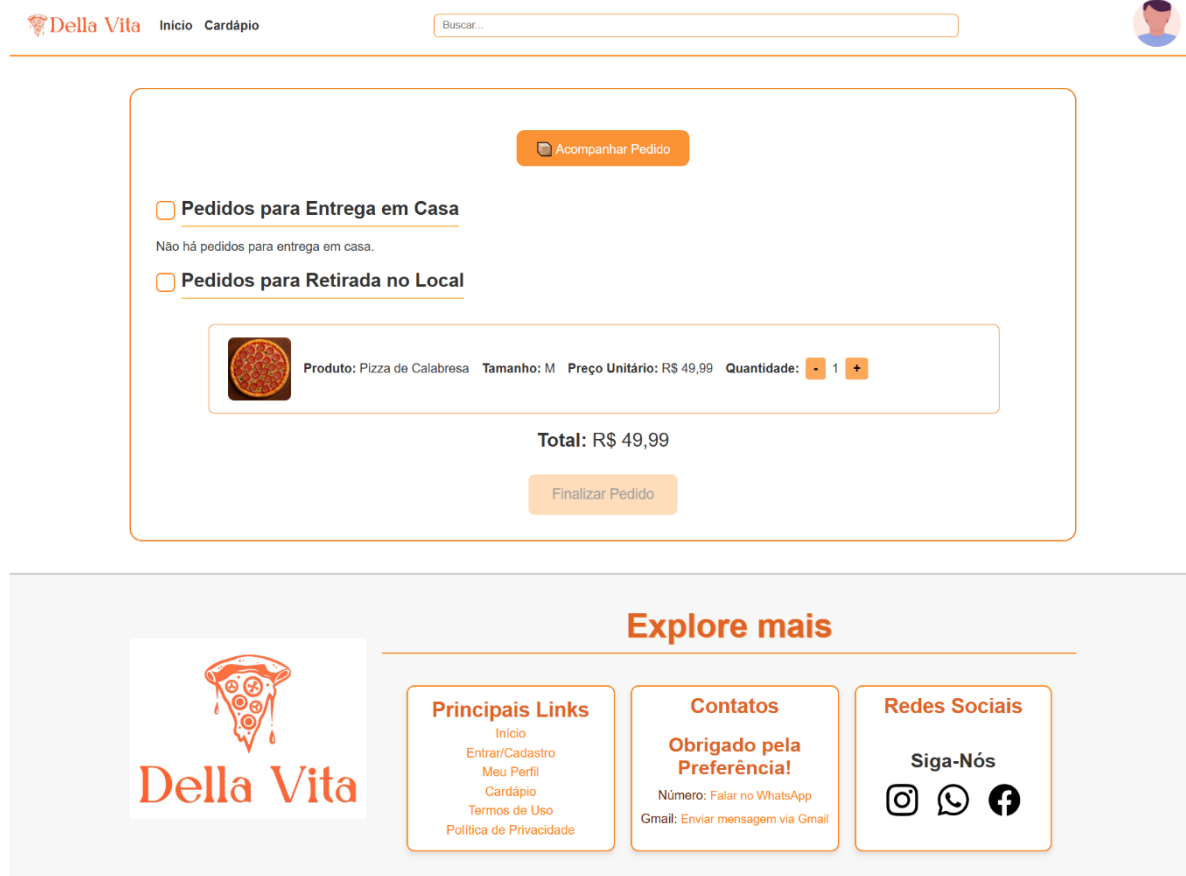 Della Vita Início Cardápio Buscar...
Acompanhar Pedido
Pedidos para Entrega em Casa
Não há pedidos para entrega em casa.
Pedidos para Retirada no Local
Produto: Pizza de Calabresa Tamanho: M Preço Unitário: R$ 49,99 Quantidade: - 1 +
Total: R$ 49,99
Finalizar Pedido
Explore mais
Della Vita
Principais Links
Início
Entrar/Cadastro
Meu Perfil
Cardápio
Termos de Uso
Política de Privacidade
Contatos
Obrigado pela
Preferência!
Número: Falar no WhatsApp
Gmail: Enviar mensagem via Gmail
Redes Sociais
Siga-Nós